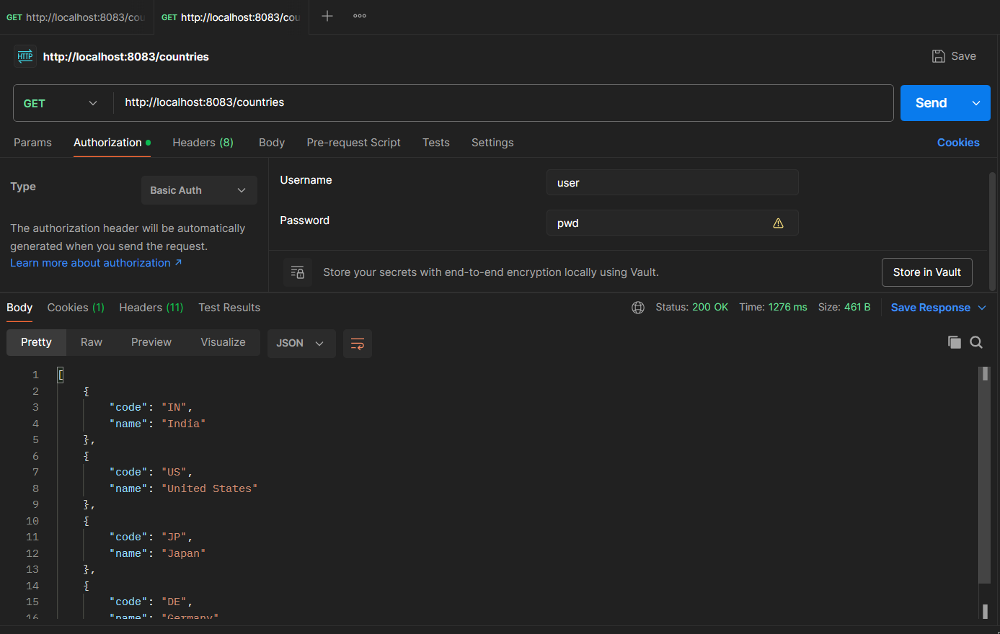 GET http://localhost:8083/cou GET http://localhost:8083/cou
HTTP http://localhost:8083/countries Save
GET http://localhost:8083/countries Send
Params Authorization Headers (8) Body Pre-request Script Tests Settings Cookies
Type Basic Auth
The authorization header will be automatically
generated when you send the request.
Learn more about authorization ↗
Username user
Password pwd
Store your secrets with end-to-end encryption locally using Vault. Store in Vault
Body Cookies (1) Headers (11) Test Results Status: 200 OK Time: 1276 ms Size: 461 B Save Response
Pretty Raw Preview Visualize JSON
1 [
2 {
3 "code": "IN",
4 "name": "India"
5 },
6 {
7 "code": "US",
8 "name": "United States"
9 },
10 {
11 "code": "JP",
12 "name": "Japan"
13 },
14 {
15 "code": "DE",
16 "name": "Germany"